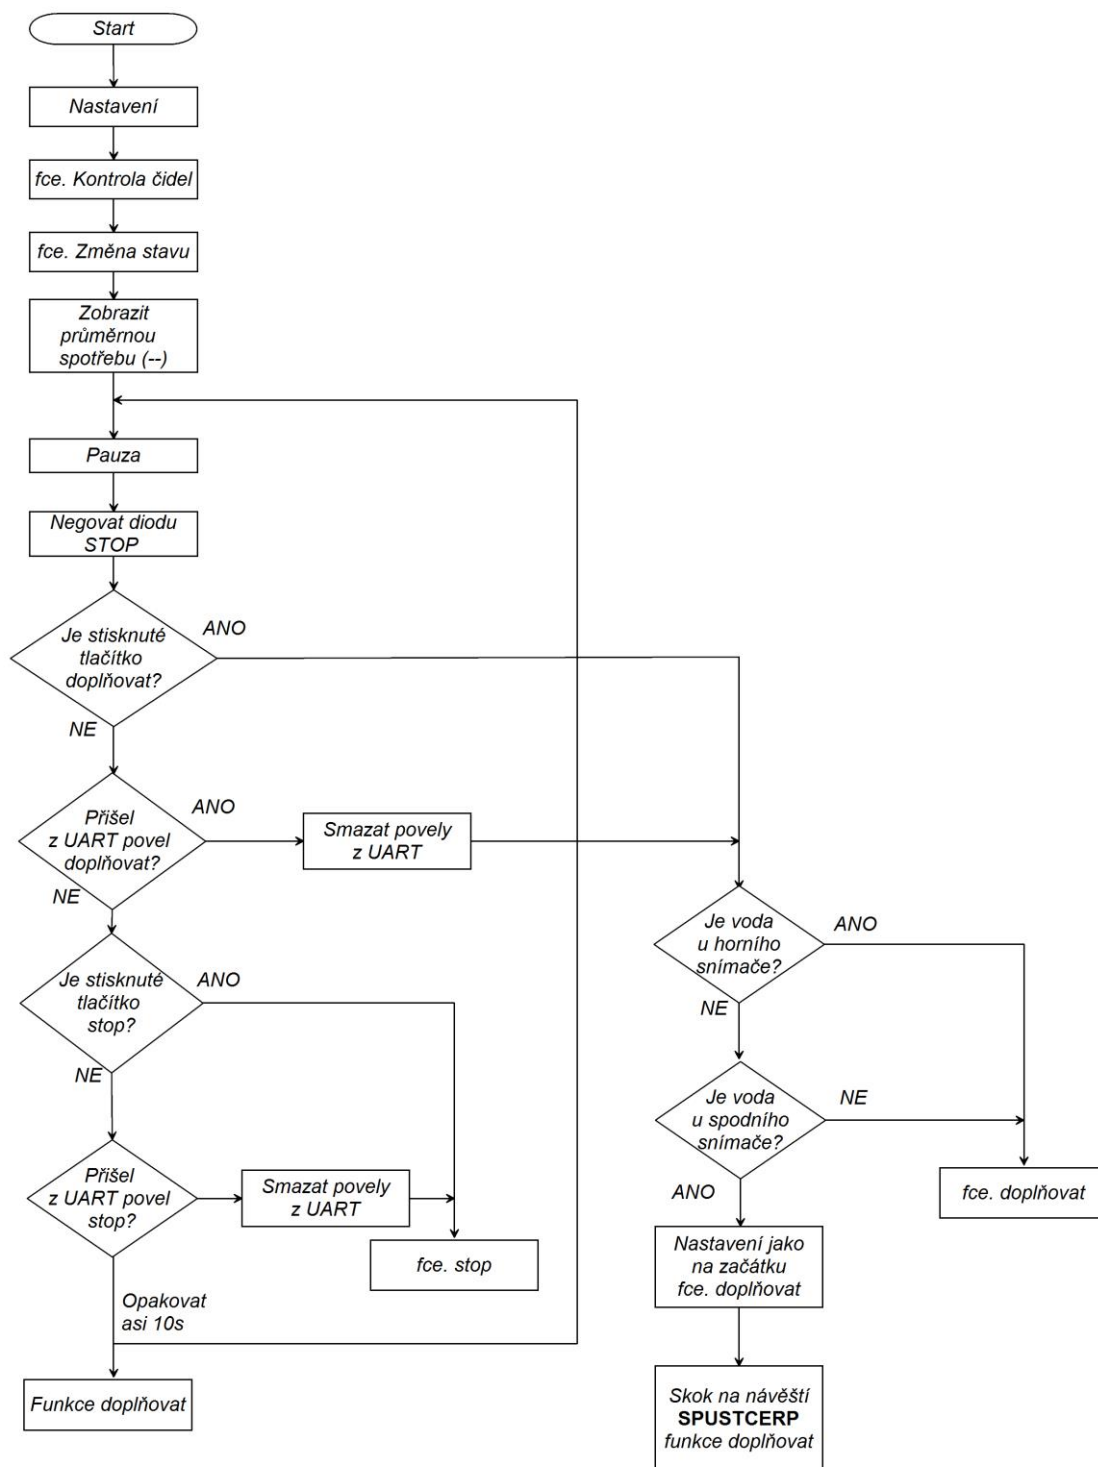 Start
Nastavení
fce. Kontrola čidel
fce. Změna stavu
Zobrazit
průměrnou
spotřebu (--)
Pauza
Negovat diodu
STOP
Je stisknuté
tlačítko
doplňovat?
ANO
NE
Přišel
z UART povel
doplňovat?
ANO
NE
Smazat povely
z UART
Je stisknuté
tlačítko
stop?
ANO
NE
Přišel
z UART povel
stop?
Smazat povely
z UART
fce. stop
Opakovat
asi 10s
Funkce doplňovat
Je voda
u horního
snímače?
ANO
NE
Je voda
u spodního
snímače?
NE
ANO
fce. doplňovat
Nastavení jako
na začátku
fce. doplňovat
Skok na návěští
SPUSTCERP
funkce doplňovat